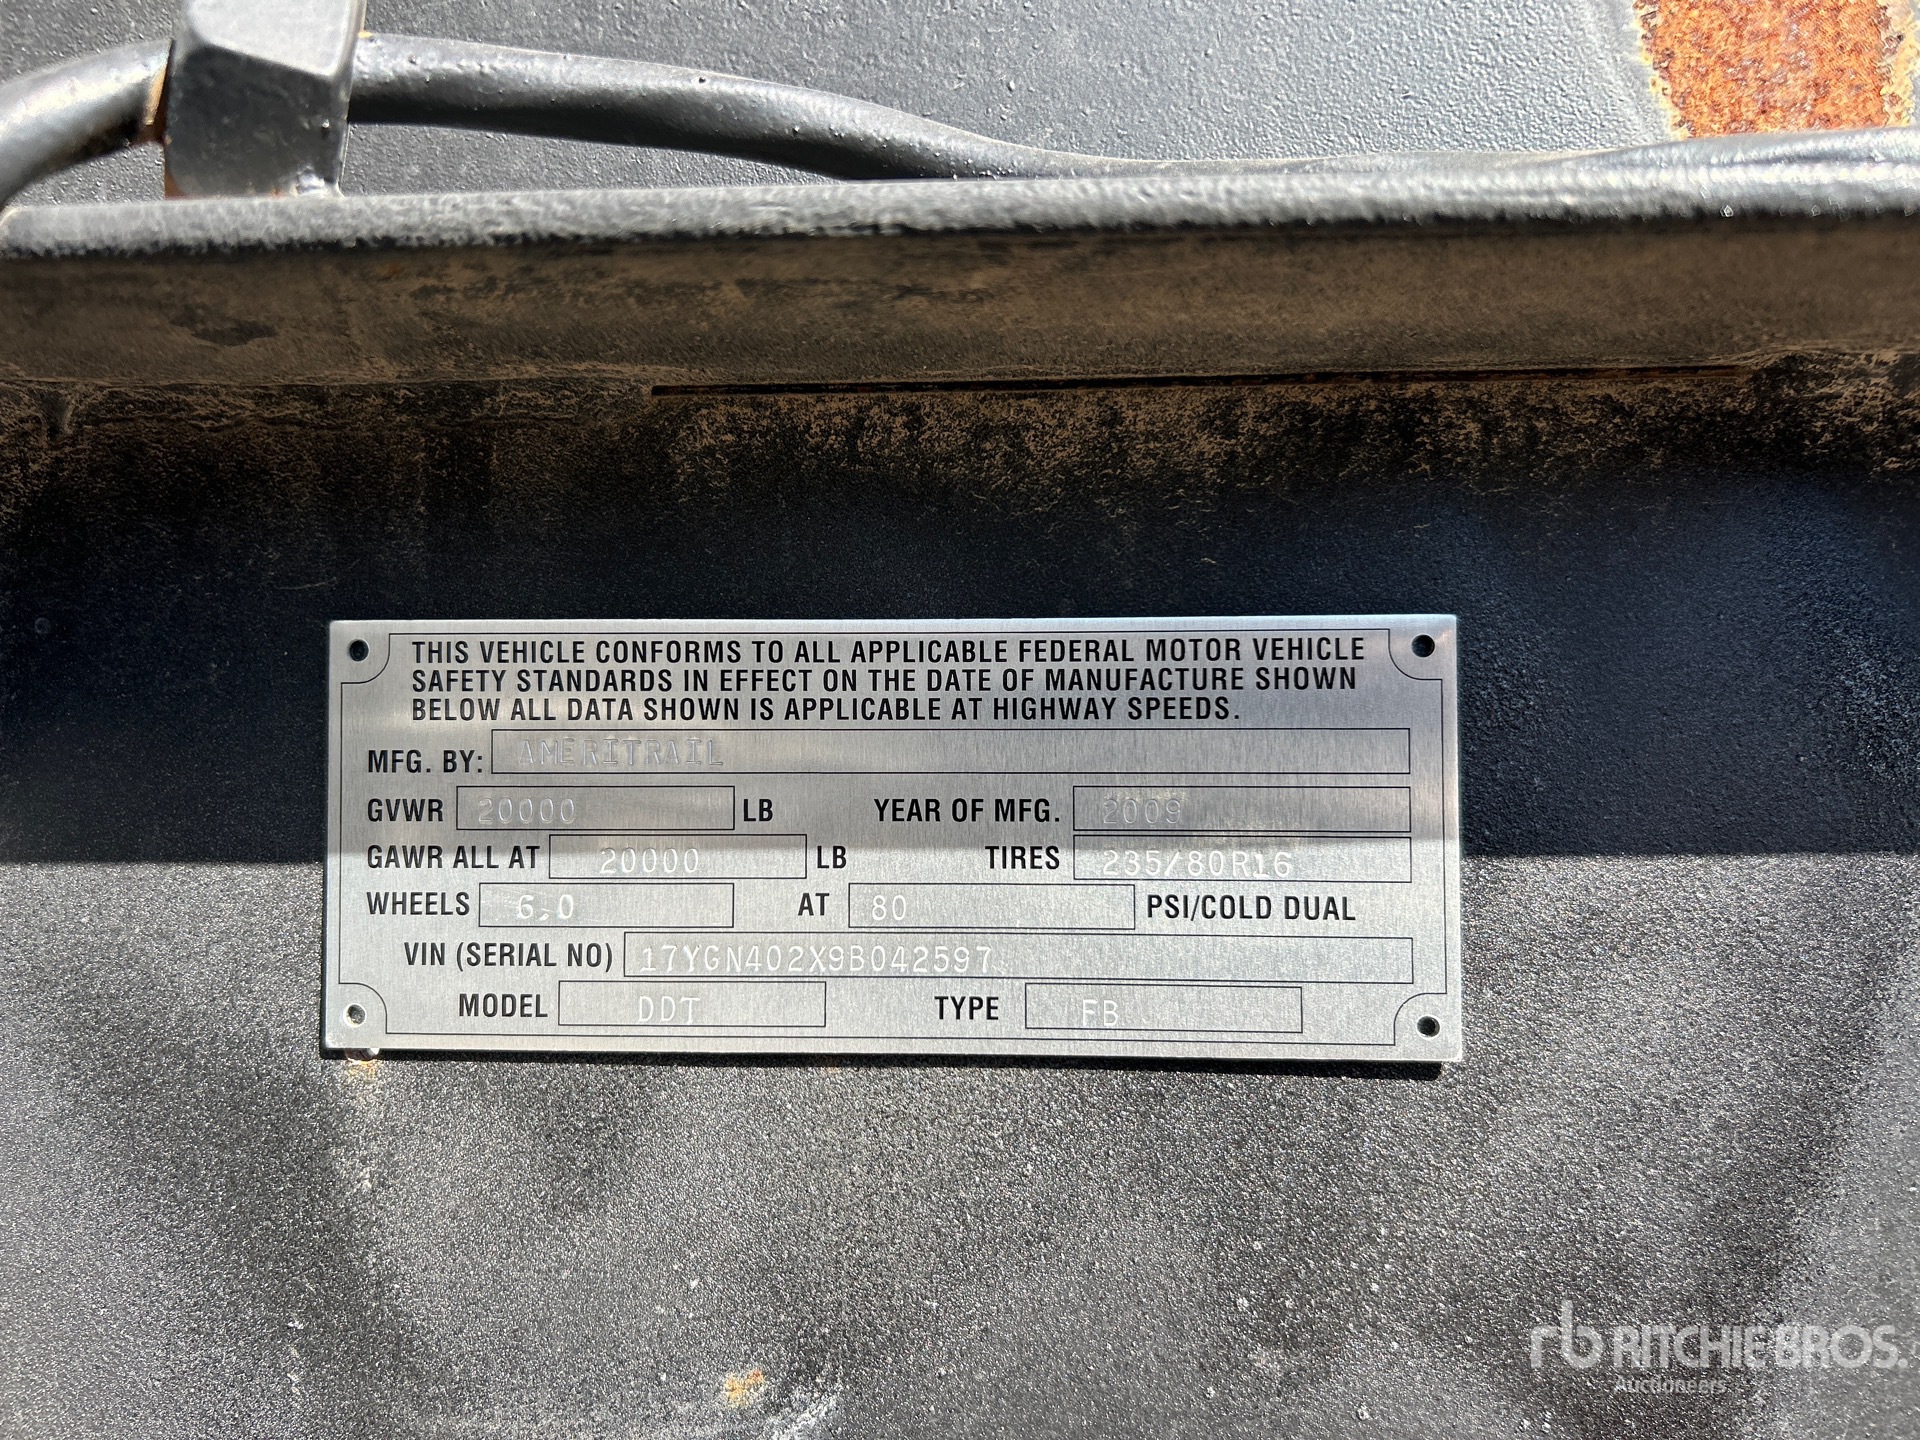 THIS VEHICLE CONFORMS TO ALL APPLICABLE FEDERAL MOTOR VEHICLE
SAFETY STANDARDS IN EFFECT ON THE DATE OF MANUFACTURE SHOWN
BELOW ALL DATA SHOWN IS APPLICABLE AT HIGHWAY SPEEDS.
MFG. BY: AMERITRAIL
GVWR 20000 LB YEAR OF MFG. 2009
GAWR ALL AT 20000 LB TIRES 235/80R16
WHEELS 6.0 AT 80 PSI/COLD DUAL
VIN (SERIAL NO) 17YGN402X9B042597
MODEL DDT TYPE FB
rb RITCHIE BROS.
Auctioneers